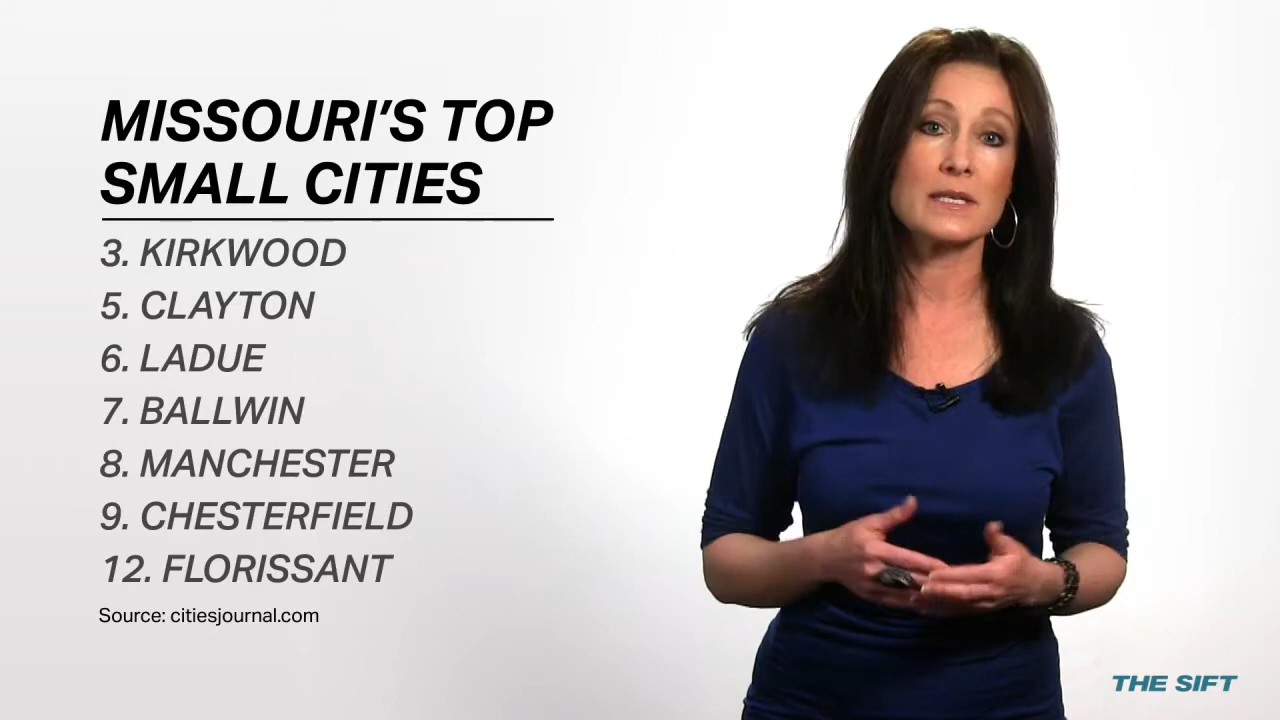 MISSOURI'S TOP
SMALL CITIES
3. KIRKWOOD
5. CLAYTON
6. LADUE
7. BALLWIN
8. MANCHESTER
9. CHESTERFIELD
12. FLORISSANT
Source: citiesjournal.com
THE SIFT